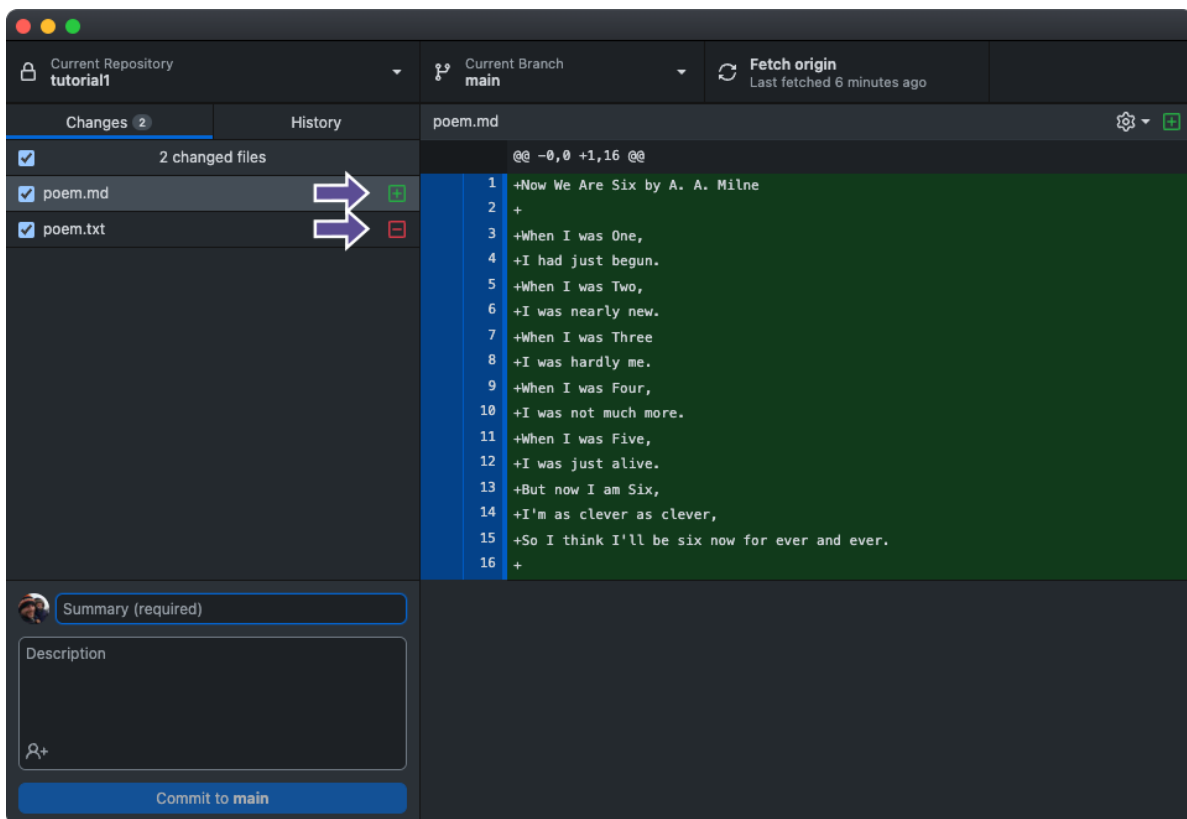 Current Repository
tutorial1
Current Branch
main
Fetch origin
Last fetched 6 minutes ago
Changes 2
History
poem.md
2 changed files
poem.md
poem.txt
@@ -0,0 +1,16 @@
1 +Now We Are Six by A. A. Milne
2 +
3 +When I was One,
4 +I had just begun.
5 +When I was Two,
6 +I was nearly new.
7 +When I was Three
8 +I was hardly me.
9 +When I was Four,
10 +I was not much more.
11 +When I was Five,
12 +I was just alive.
13 +But now I am Six,
14 +I'm as clever as clever,
15 +So I think I'll be six now for ever and ever.
16 +
Summary (required)
Description
Commit to main